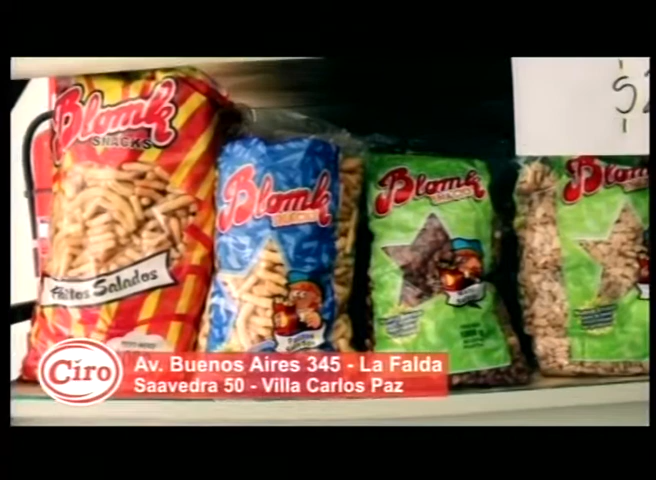 $
Blomk
SNACKS
Blomk
SNACKS
Blomk
SNACKS
Blomk
Palitos Salados
Ciro
Av. Buenos Aires 345 - La Falda
Saavedra 50 - Villa Carlos Paz